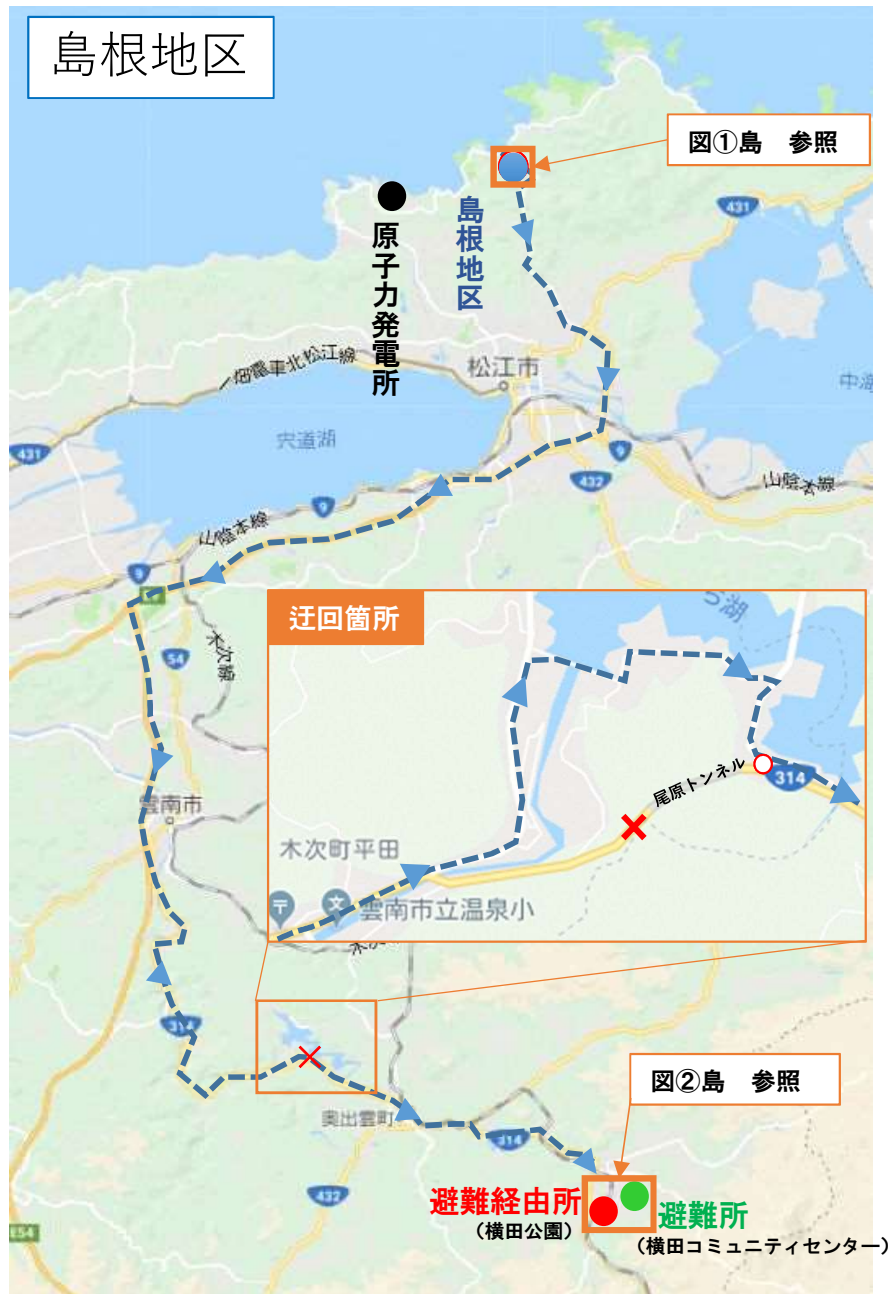 島根地区
図①島 参照
431
島根地区
原子力発電所
一畑電車北松江線
松江市
宍道湖
中海
431
9
432
9
山陰本線
山陰本線
9
迂回箇所
木次線
54
雲南市
尾原トンネル
314
木次町平田
文
雲南市立温泉小
314
図②島 参照
奥出雲町
314
432
避難経由所
(横田公園)
避難所
(横田コミュニティセンター)
E54